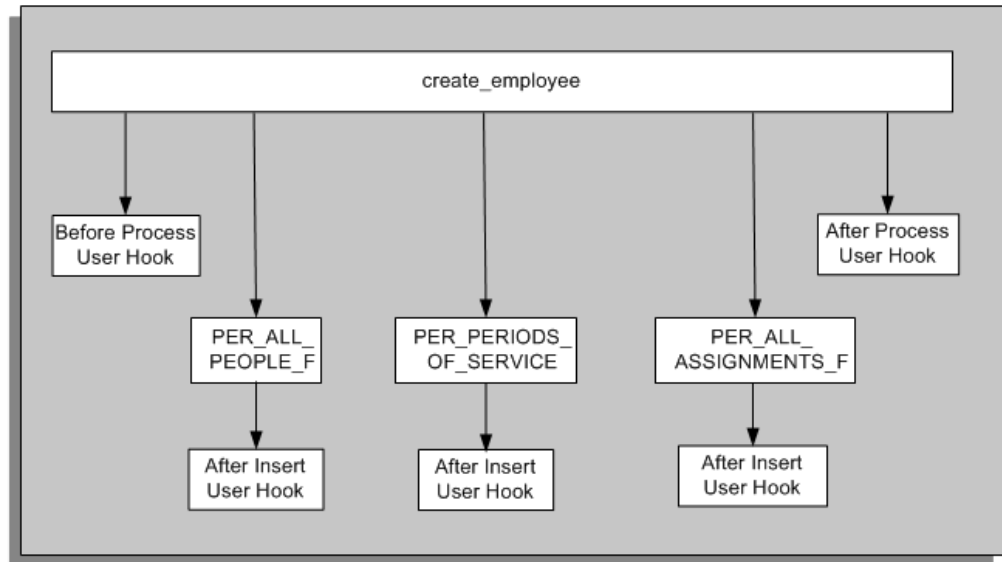 create_employee
Before Process
User Hook
After Process
User Hook
PER_ALL_
PEOPLE_F
PER_PERIODS_
OF_SERVICE
PER_ALL_
ASSIGNMENTS_F
After Insert
User Hook
After Insert
User Hook
After Insert
User Hook